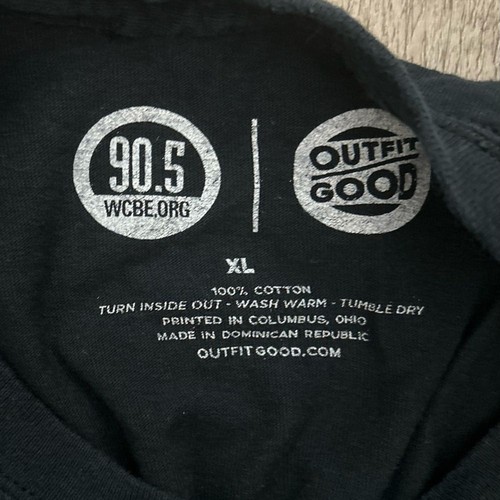 90.5
WCBE.ORG
OUTFIT
GOOD
XL
100% COTTON
TURN INSIDE OUT - WASH WARM - TUMBLE DRY
PRINTED IN COLUMBUS, OHIO
MADE IN DOMINICAN REPUBLIC
OUTFITGOOD.COM